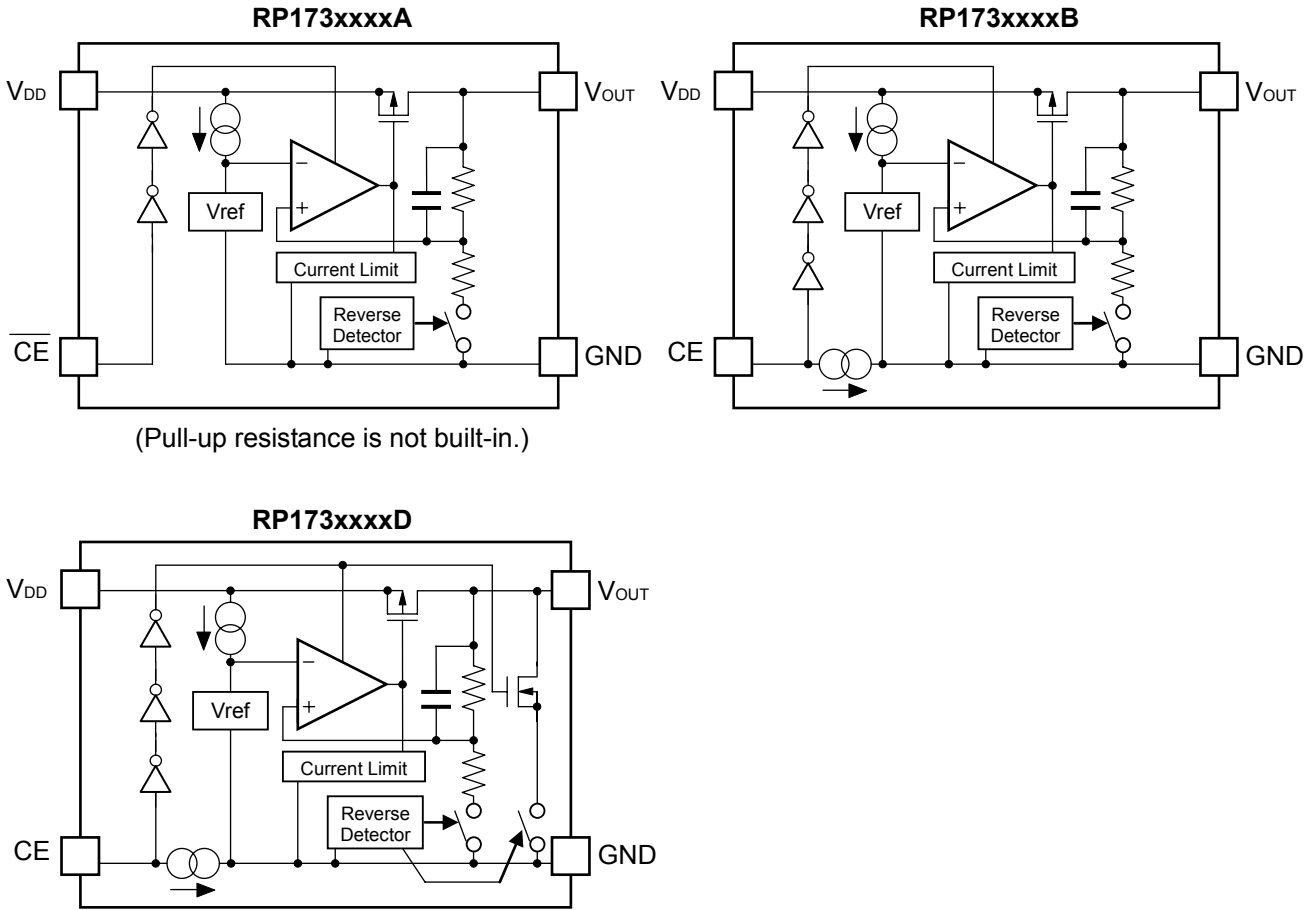 RP173xxxxA
VDD
VOUT
−
+
Vref
Current Limit
Reverse
Detector
CE
GND
(Pull-up resistance is not built-in.)
RP173xxxxB
VDD
VOUT
−
+
Vref
Current Limit
Reverse
Detector
CE
GND
RP173xxxxD
VDD
VOUT
−
+
Vref
Current Limit
Reverse
Detector
CE
GND